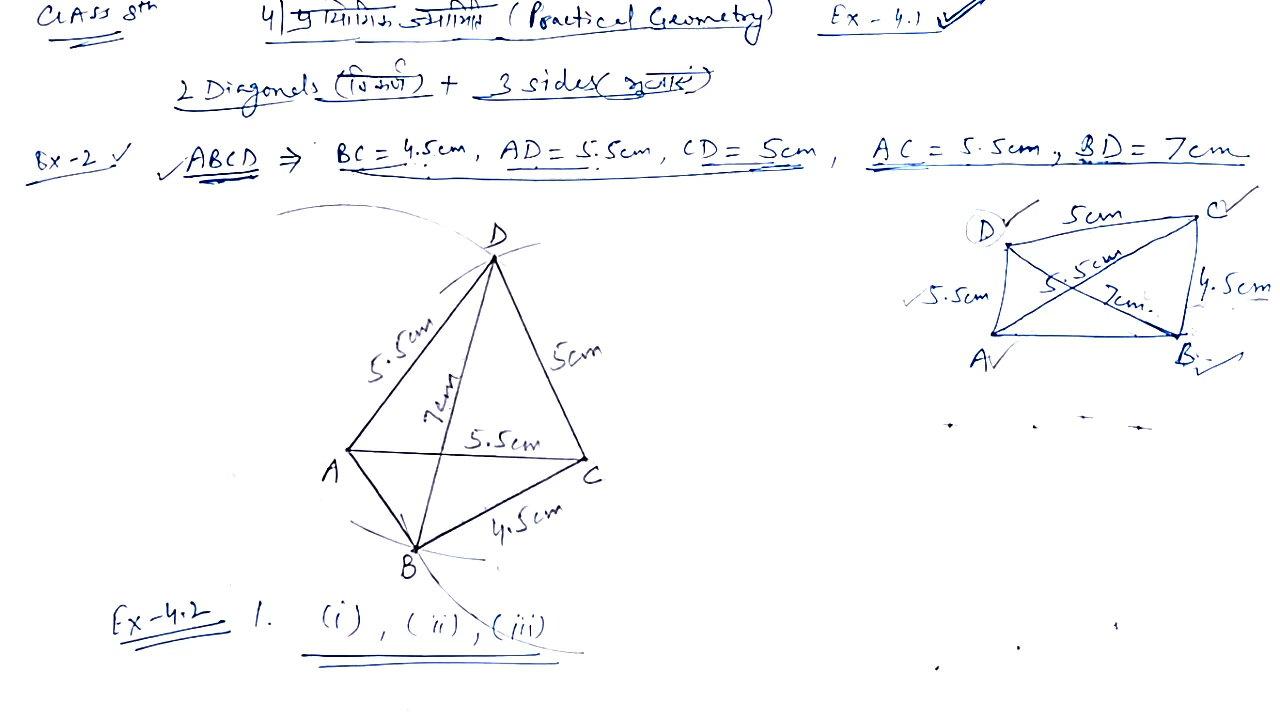 CLASS 8th 4) प्रायोगिक ज्यामिति (Practical Geometry) Ex - 4.1 ✓
2 Diagonals (विकर्ण) + 3 sides (भुजाएं)
Ex-2 ✓ ✓ABCD ⇒ BC = 4.5cm, AD = 5.5cm, CD = 5cm, AC = 5.5cm, BD = 7cm
D ✓ 5cm C ✓
5.5cm 7cm.
✓5.5cm 4.5cm
A✓ B ✓
D
5.5cm 7cm 5cm
5.5cm
A C
4.5cm
B
Ex-4.2 1. (i), (ii), (iii)